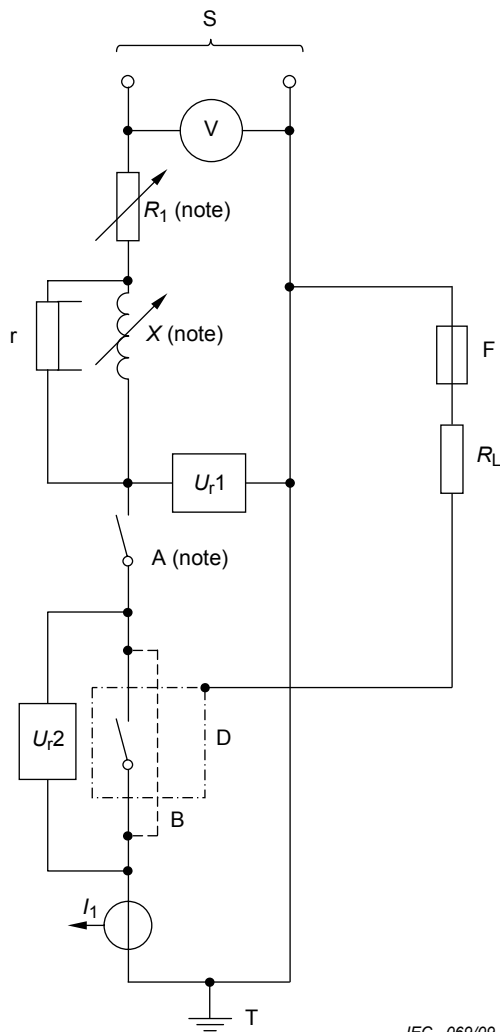 S
V
R1 (note)
r
X (note)
F
RL
Ur1
A (note)
Ur2
D
B
I1
T
IEC 069/09